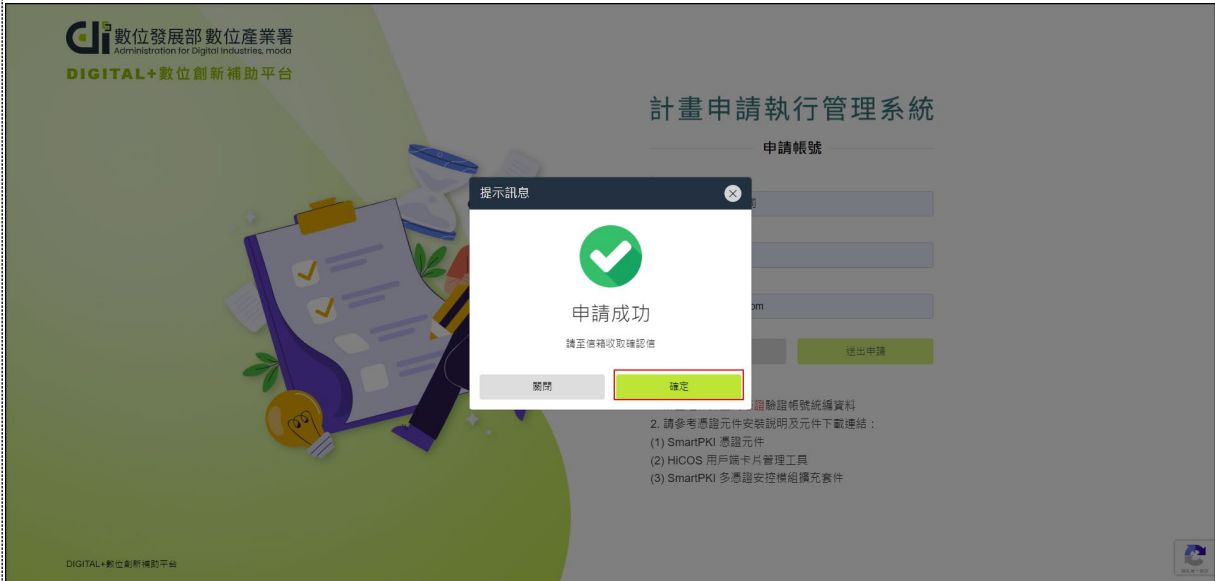 數位發展部 數位產業署
Administration for Digital Industries, moda
DIGITAL+數位創新補助平台
計畫申請執行管理系統
申請帳號
提示訊息
申請成功
請至信箱收取確認信
關閉
確定
om
送出申請
驗證帳號統編資料
2. 請參考憑證元件安裝說明及元件下載連結：
(1) SmartPKI 憑證元件
(2) HiCOS 用戶端卡片管理工具
(3) SmartPKI 多憑證安控模組擴充套件
DIGITAL+數位創新補助平台